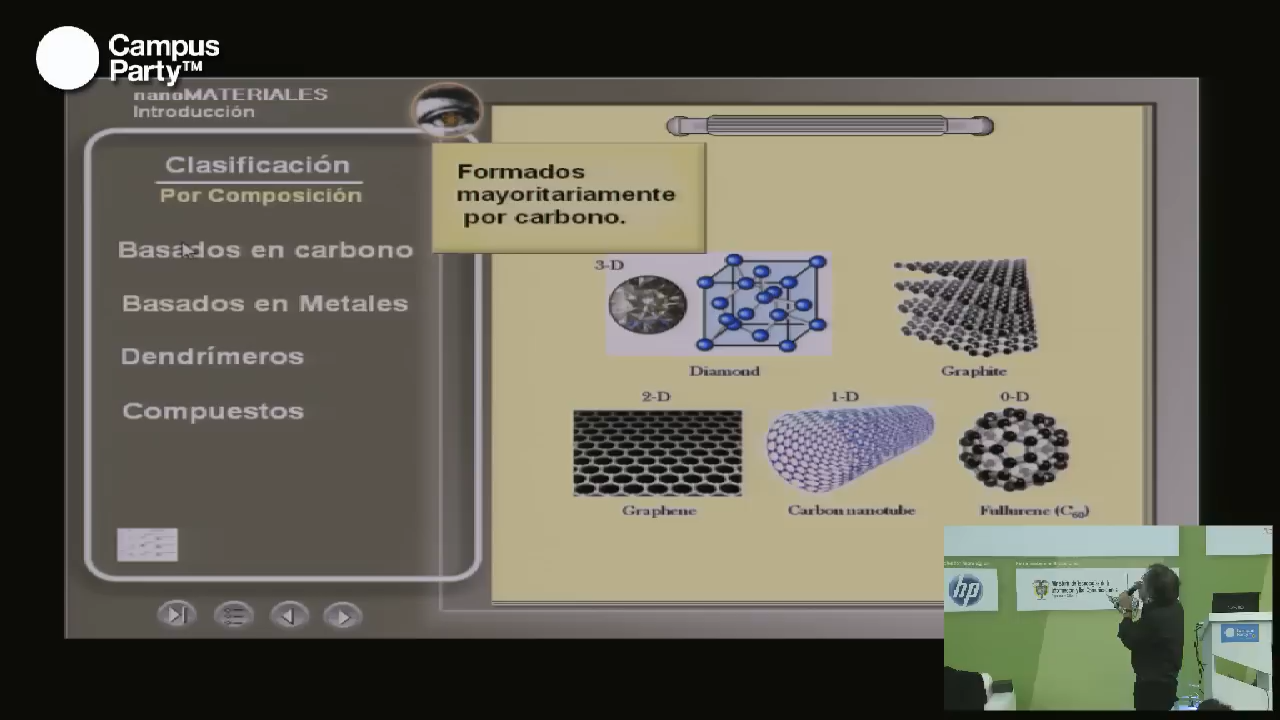 Campus
Party™
nanoMATERIALES
Introducción
Clasificación
Por Composición
Basados en carbono
Basados en Metales
Dendrímeros
Compuestos
Formados
mayoritariamente
por carbono.
3-D
Diamond
Graphite
2-D
1-D
0-D
Graphene
Carbon nanotube
Fullurene (C₆₀)
hp